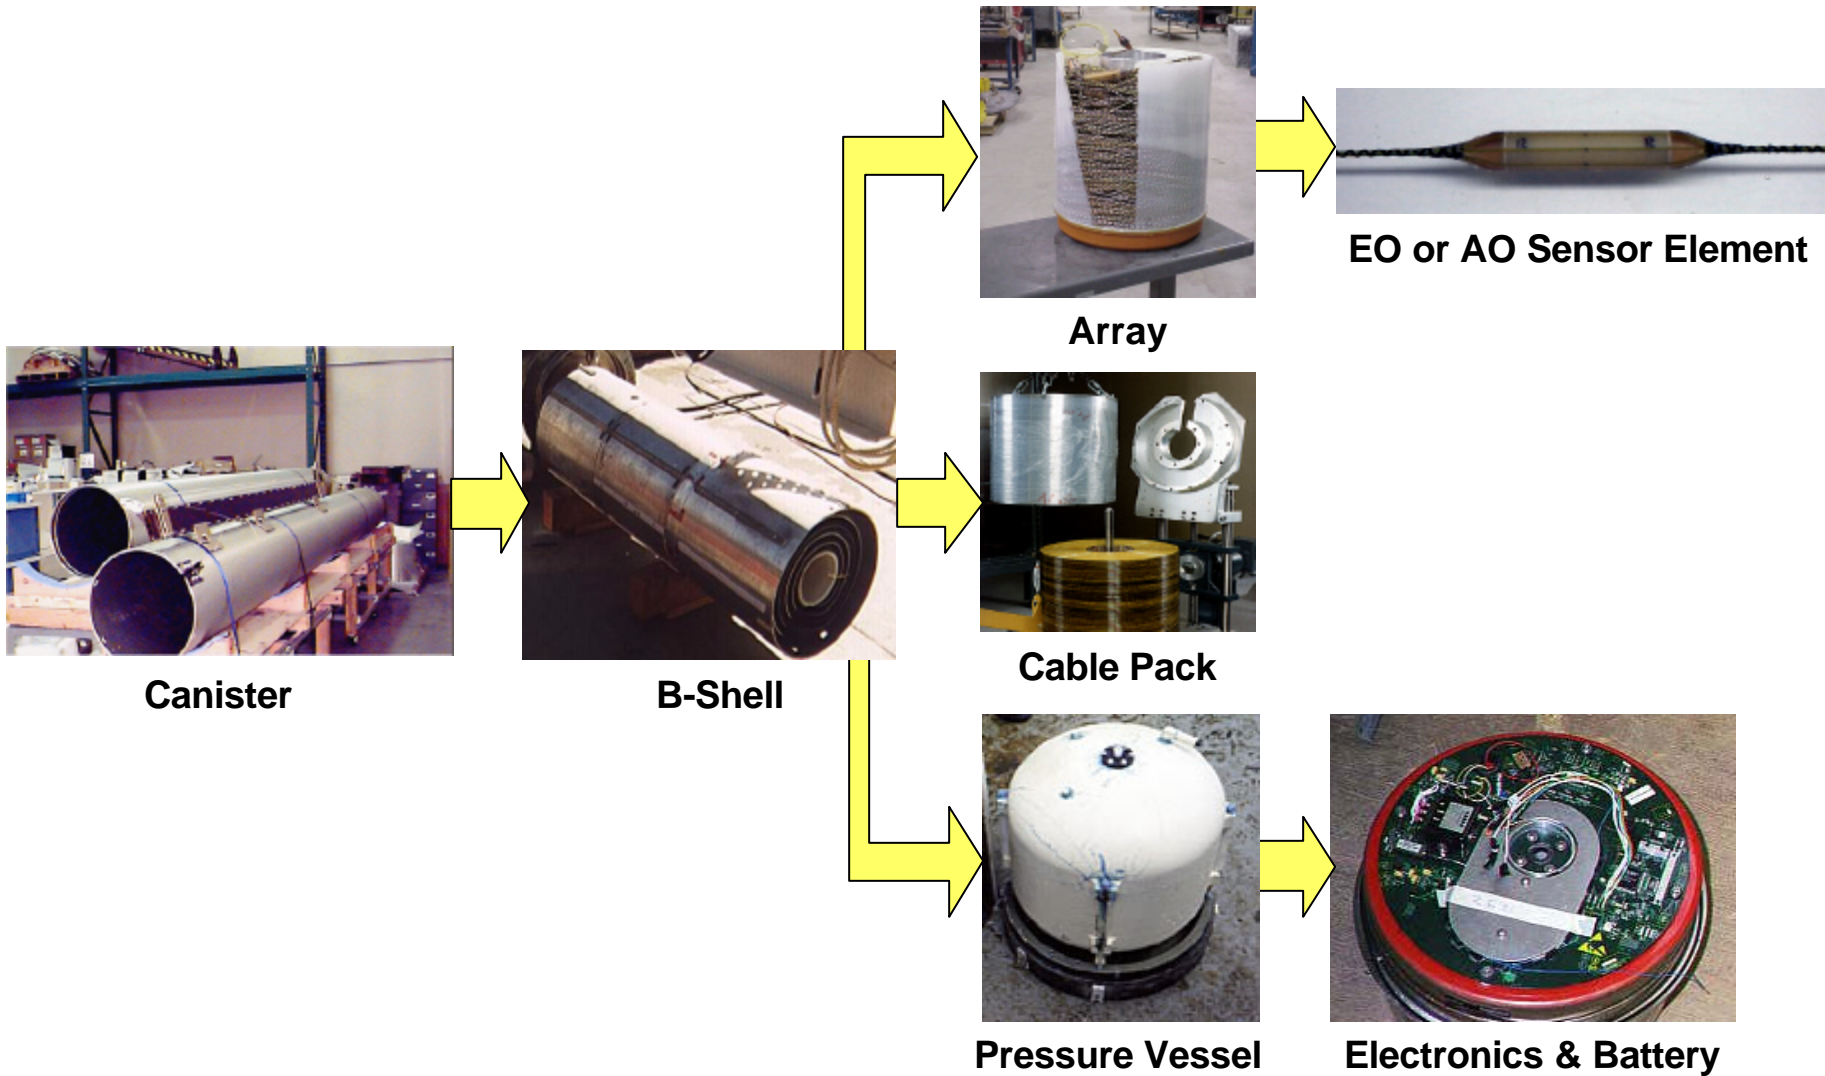 EO or AO Sensor Element
Array
Canister
B-Shell
Cable Pack
Pressure Vessel
Electronics & Battery